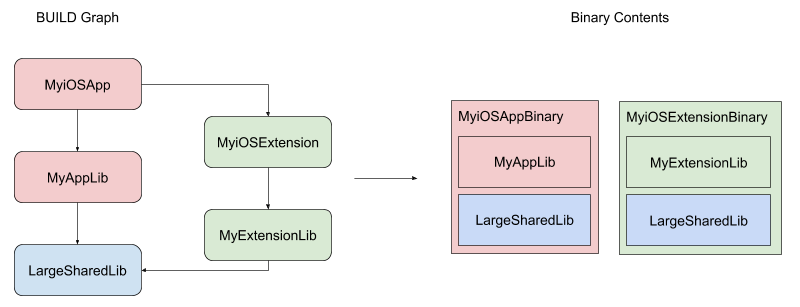 BUILD Graph
Binary Contents
MyiOSApp
MyiOSExtension
MyAppLib
MyExtensionLib
LargeSharedLib
MyiOSAppBinary
MyAppLib
LargeSharedLib
MyiOSExtensionBinary
MyExtensionLib
LargeSharedLib